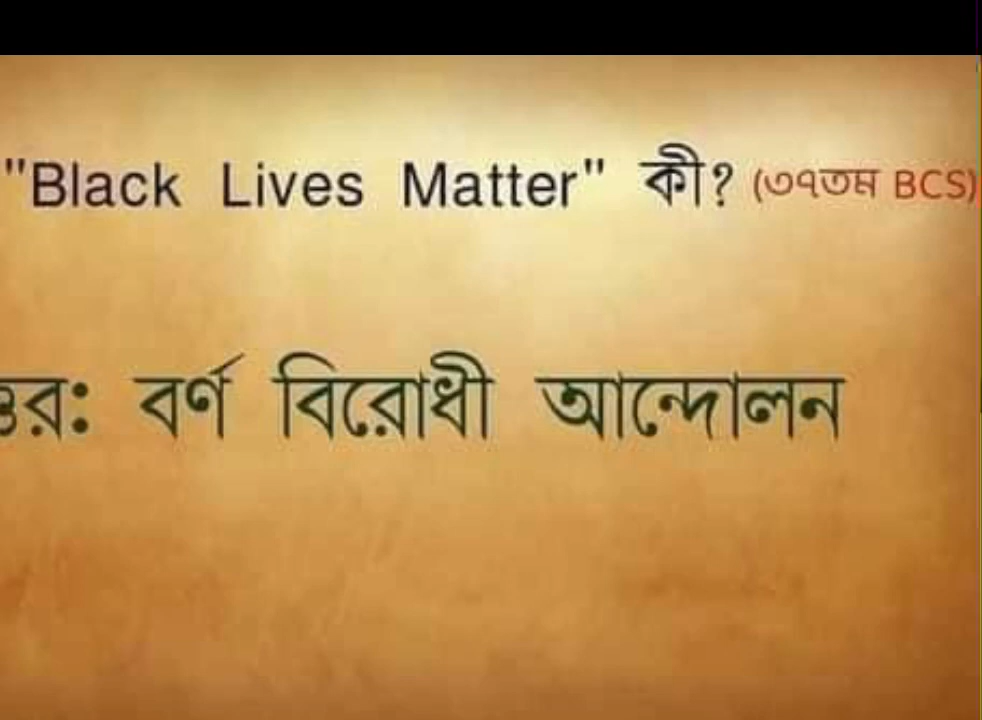 "Black Lives Matter" কী? (৩৭তম BCS)
বর্ণ বিরোধী আন্দোলন